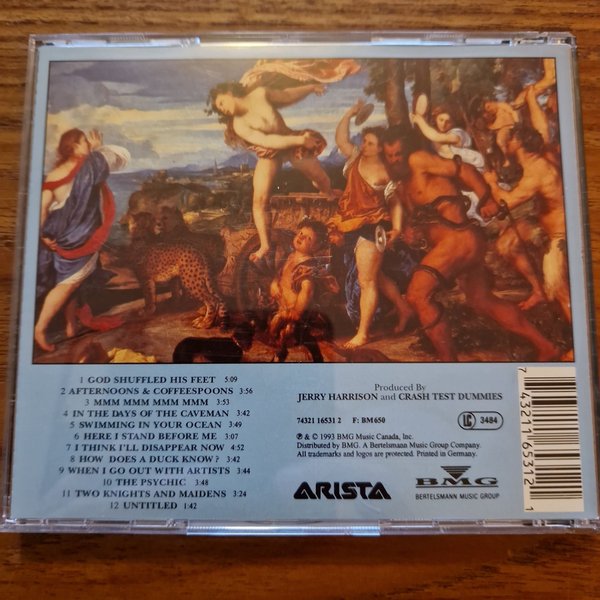 1 GOD SHUFFLED HIS FEET 5:09
2 AFTERNOONS & COFFEESPOONS 3:56
3 MMM MMM MMM MMM 3:53
4 IN THE DAYS OF THE CAVEMAN 3:42
5 SWIMMING IN YOUR OCEAN 3:49
6 HERE I STAND BEFORE ME 3:07
7 I THINK I'LL DISAPPEAR NOW 4:52
8 HOW DOES A DUCK KNOW? 3:42
9 WHEN I GO OUT WITH ARTISTS 3:44
10 THE PSYCHIC 3:48
11 TWO KNIGHTS AND MAIDENS 3:24
12 UNTITLED 1:42
Produced By
JERRY HARRISON and CRASH TEST DUMMIES
74321 16531 2 F: BM 650
LC 3484
℗ & © 1993 BMG Music Canada, Inc.
Distributed by BMG. A Bertelsmann Music Group Company.
All trademarks and logos are protected. Printed in Germany.
ARISTA
BMG
BERTELSMANN MUSIC GROUP
7 43211 65312 1